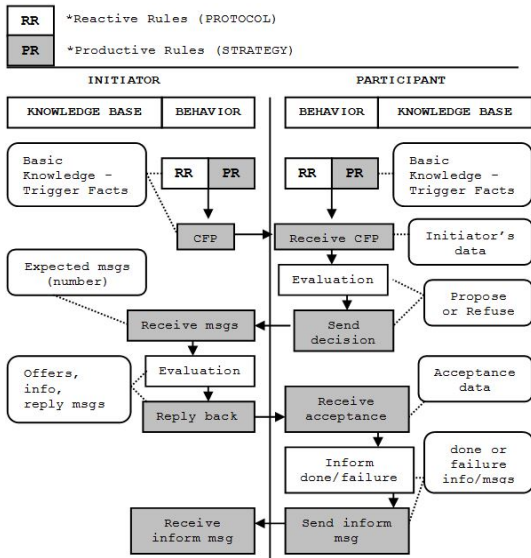 RR *Reactive Rules (PROTOCOL)
PR *Productive Rules (STRATEGY)
INITIATOR PARTICIPANT
KNOWLEDGE BASE BEHAVIOR BEHAVIOR KNOWLEDGE BASE
Basic
Knowledge –
Trigger Facts
RR PR
RR PR
Basic
Knowledge –
Trigger Facts
CFP
Receive CFP
Initiator's
data
Expected msgs
(number)
Evaluation
Propose
or Refuse
Receive msgs
Send
decision
Offers,
info,
reply msgs
Evaluation
Reply back
Receive
acceptance
Acceptance
data
Inform
done/failure
done or
failure
info/msgs
Receive
inform msg
Send inform
msg